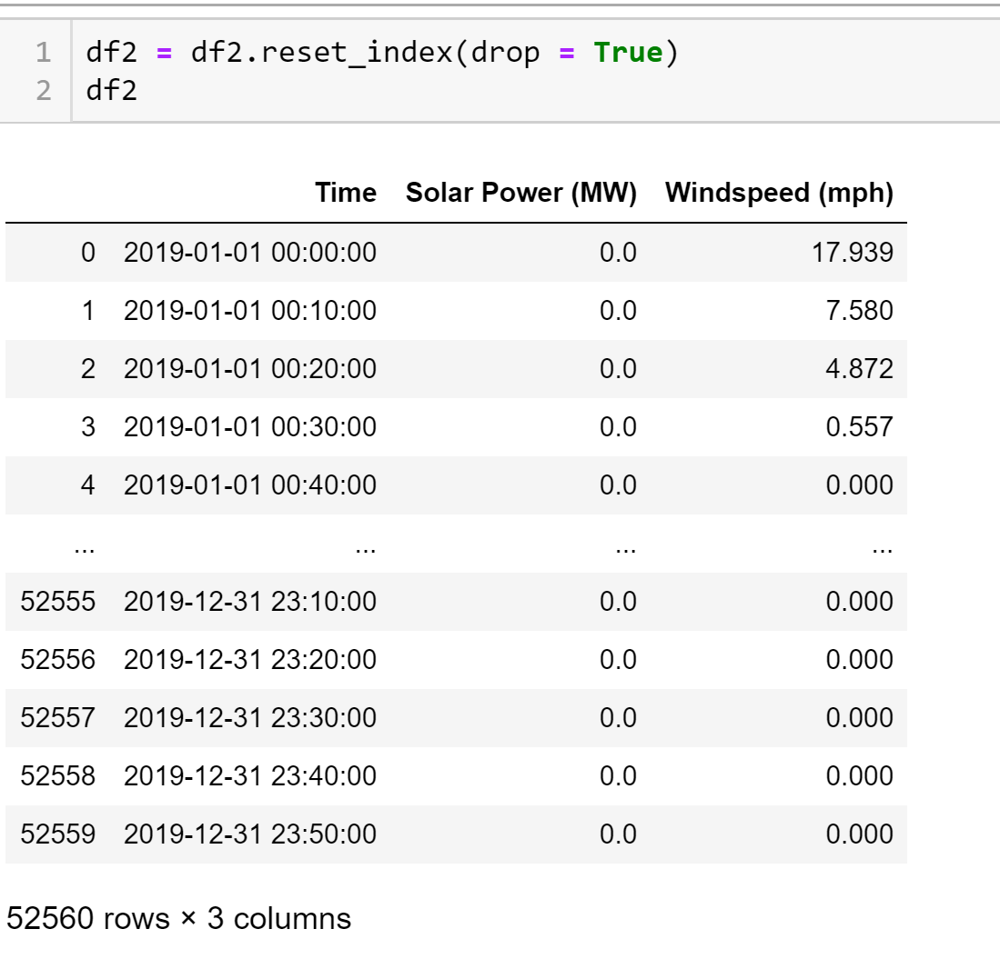 1 df2 = df2.reset_index(drop = True)
2 df2
Time Solar Power (MW) Windspeed (mph)
0 2019-01-01 00:00:00 0.0 17.939
1 2019-01-01 00:10:00 0.0 7.580
2 2019-01-01 00:20:00 0.0 4.872
3 2019-01-01 00:30:00 0.0 0.557
4 2019-01-01 00:40:00 0.0 0.000
... ... ... ...
52555 2019-12-31 23:10:00 0.0 0.000
52556 2019-12-31 23:20:00 0.0 0.000
52557 2019-12-31 23:30:00 0.0 0.000
52558 2019-12-31 23:40:00 0.0 0.000
52559 2019-12-31 23:50:00 0.0 0.000
52560 rows × 3 columns